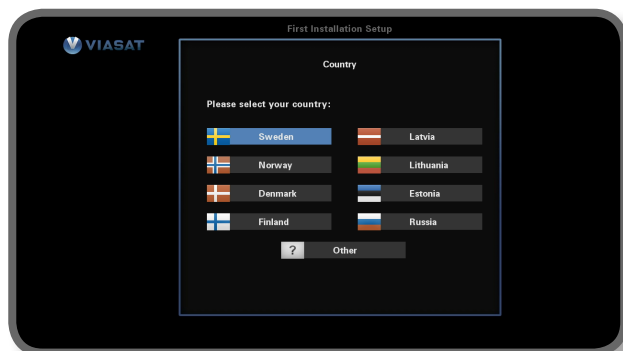 First Installation Setup
VIASAT
Country
Please select your country:
Sweden
Latvia
Norway
Lithuania
Denmark
Estonia
Finland
Russia
? Other